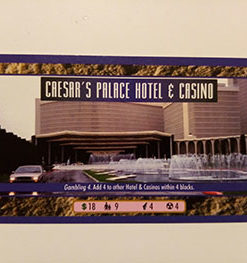 CAESAR'S PALACE HOTEL & CASINO
Gambling 4. Add 4 to other Hotel & Casinos within 4 blocks.
$18 9 4 4